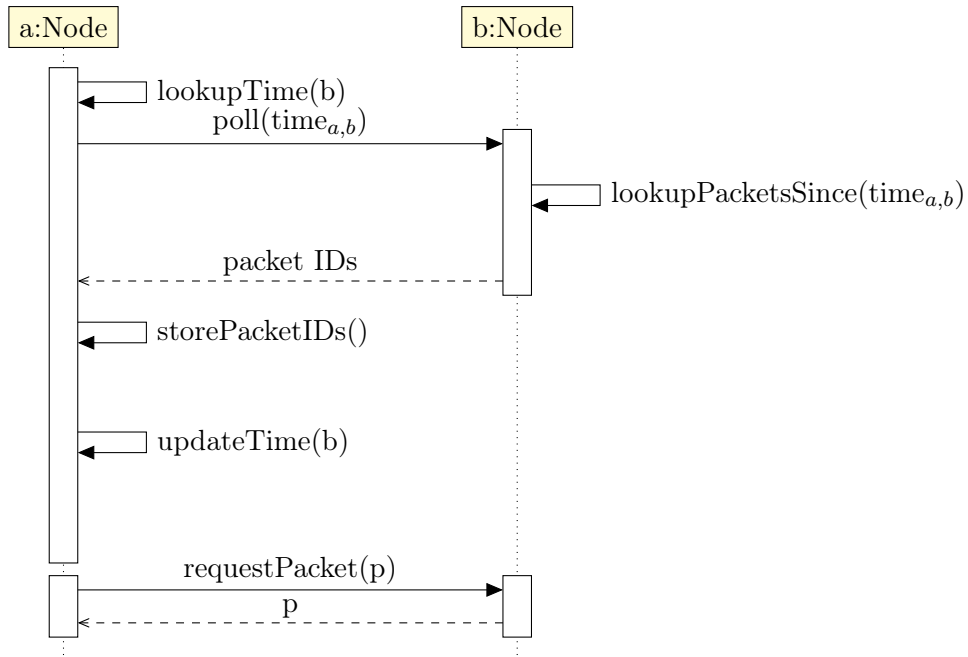 a:Node
b:Node
lookupTime(b)
poll(time_{a,b})
lookupPacketsSince(time_{a,b})
packet IDs
storePacketIDs()
updateTime(b)
requestPacket(p)
p